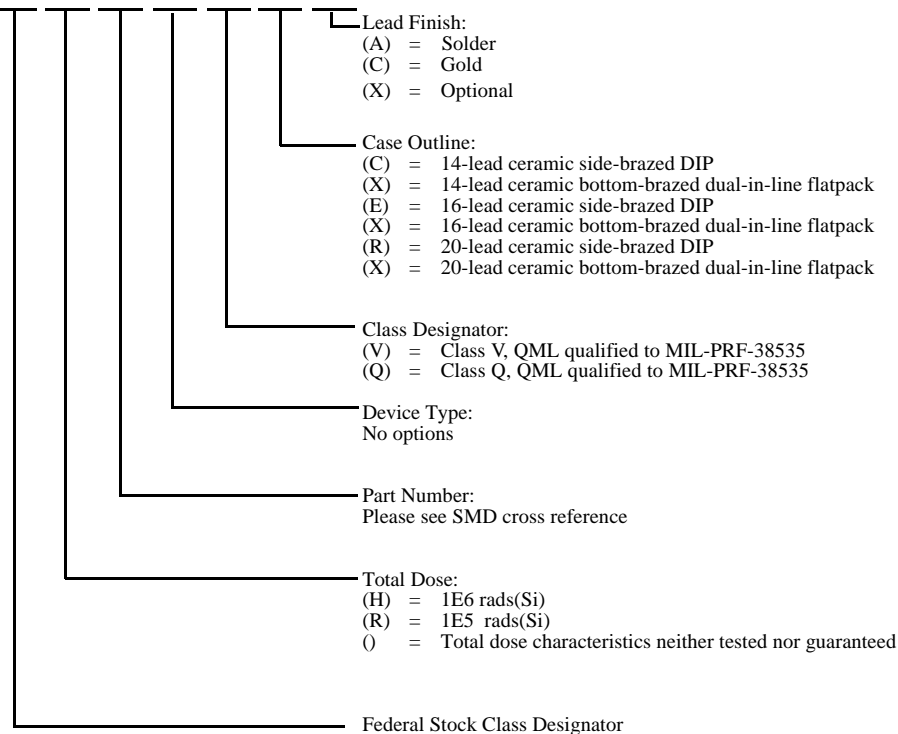 Lead Finish:
(A) = Solder
(C) = Gold
(X) = Optional
Case Outline:
(C) = 14-lead ceramic side-brazed DIP
(X) = 14-lead ceramic bottom-brazed dual-in-line flatpack
(E) = 16-lead ceramic side-brazed DIP
(X) = 16-lead ceramic bottom-brazed dual-in-line flatpack
(R) = 20-lead ceramic side-brazed DIP
(X) = 20-lead ceramic bottom-brazed dual-in-line flatpack
Class Designator:
(V) = Class V, QML qualified to MIL-PRF-38535
(Q) = Class Q, QML qualified to MIL-PRF-38535
Device Type:
No options
Part Number:
Please see SMD cross reference
Total Dose:
(H) = 1E6 rads(Si)
(R) = 1E5 rads(Si)
() = Total dose characteristics neither tested nor guaranteed
Federal Stock Class Designator